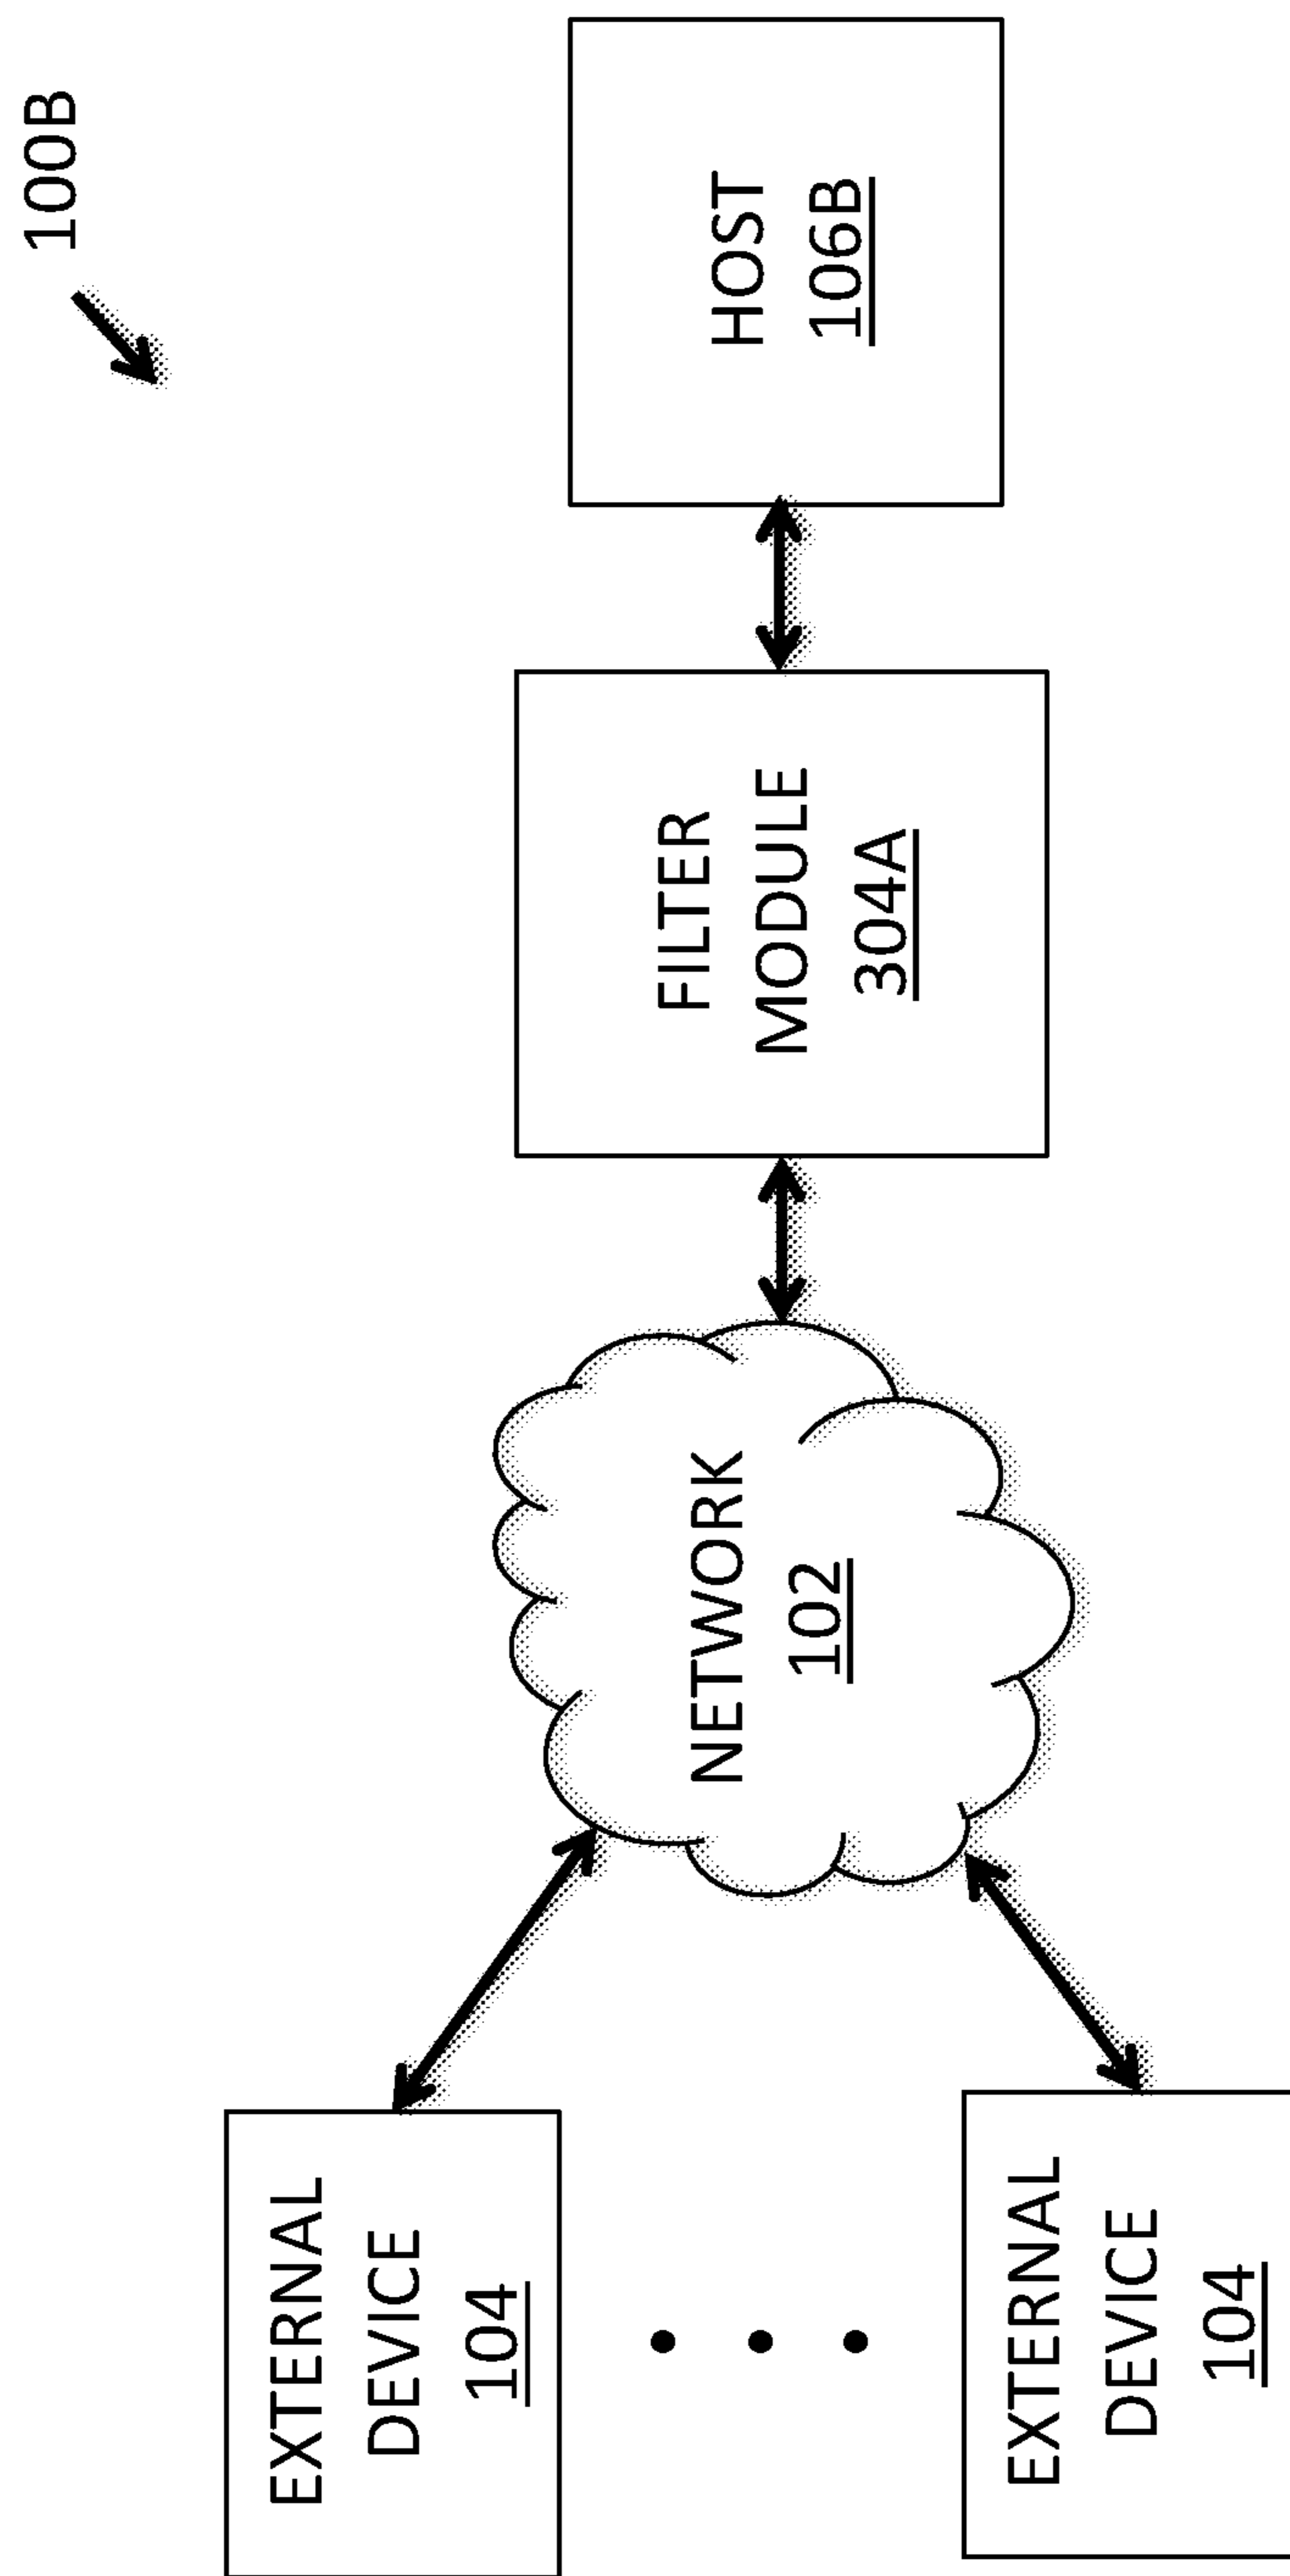 100B
EXTERNAL
DEVICE
104
EXTERNAL
DEVICE
104
NETWORK
102
FILTER
MODULE
304A
HOST
106B